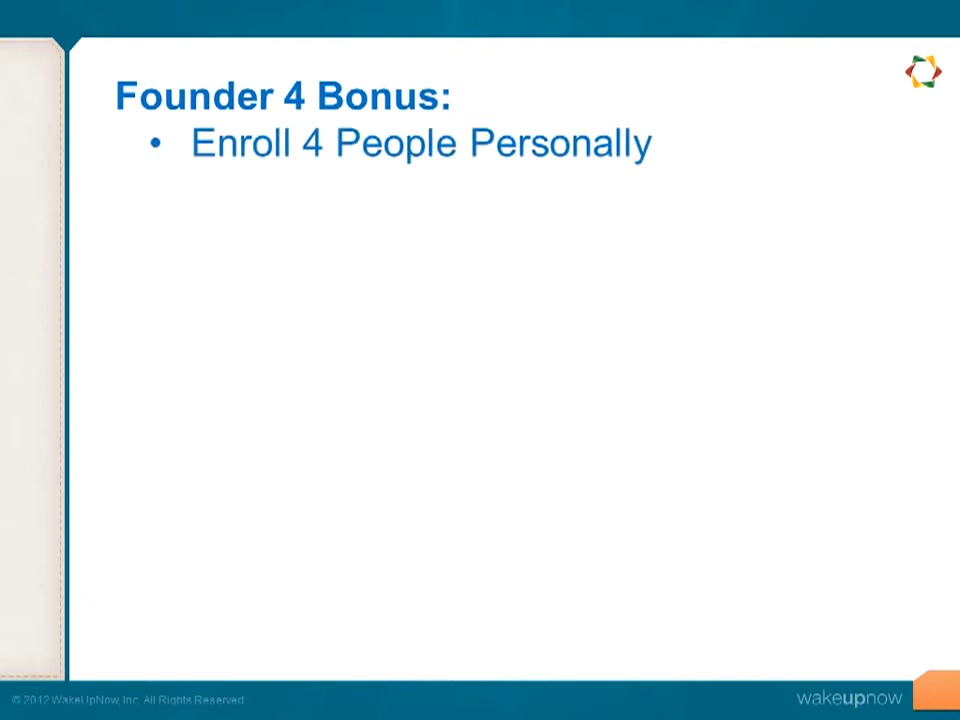 Founder 4 Bonus:
• Enroll 4 People Personally
© 2012 WakeUpNow, Inc. All Rights Reserved
wakeupnow